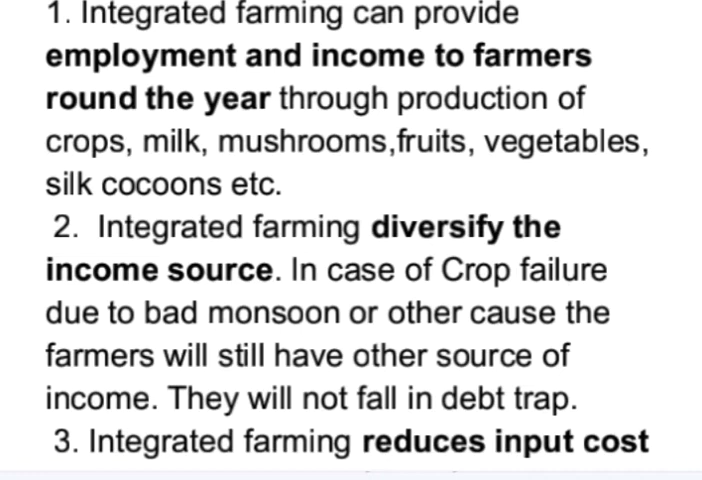 1. Integrated farming can provide
employment and income to farmers
round the year through production of
crops, milk, mushrooms,fruits, vegetables,
silk cocoons etc.
2. Integrated farming diversify the
income source. In case of Crop failure
due to bad monsoon or other cause the
farmers will still have other source of
income. They will not fall in debt trap.
3. Integrated farming reduces input cost